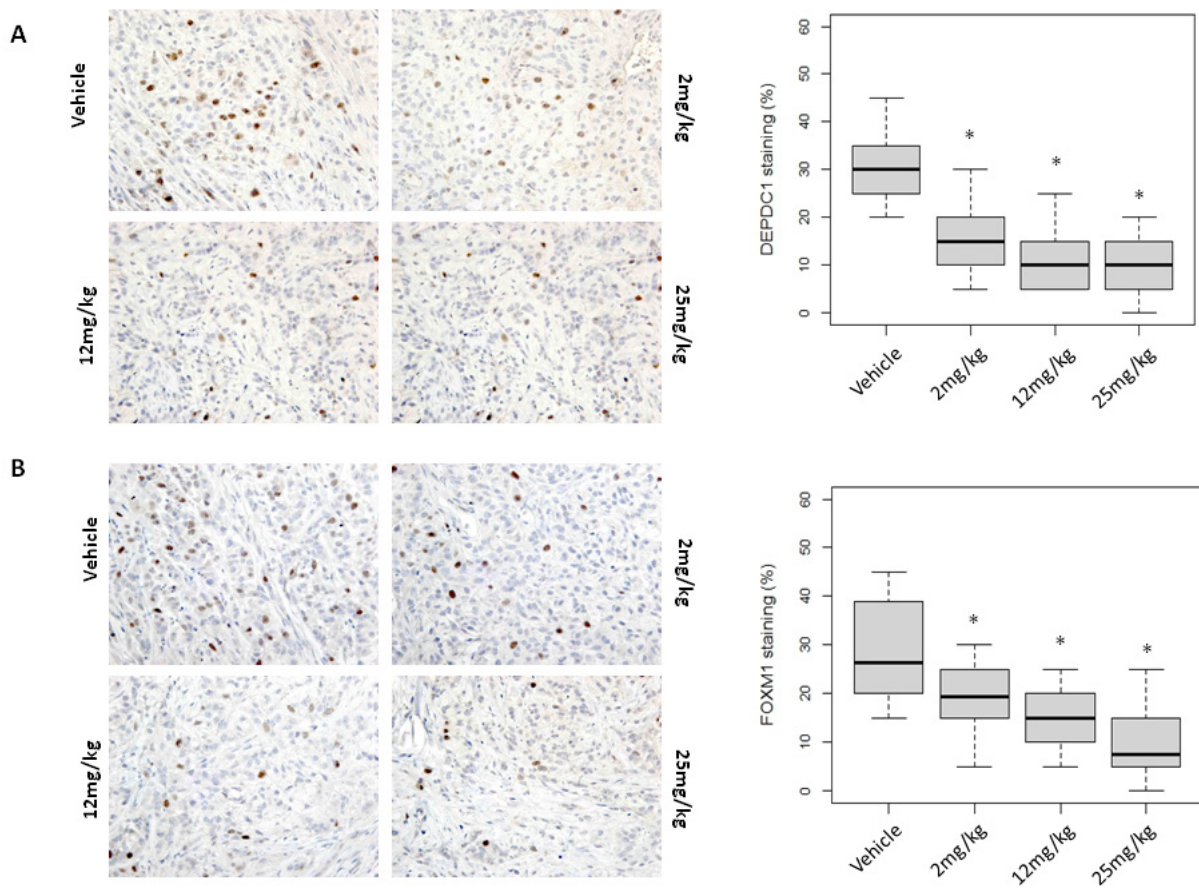 A
Vehicle
2mg/kg
12mg/kg
25mg/kg
DEPDC1 staining (%)
60
50
40
30
20
10
0
Vehicle
2mg/kg
12mg/kg
25mg/kg
*
*
*
B
Vehicle
2mg/kg
12mg/kg
25mg/kg
FOXM1 staining (%)
60
50
40
30
20
10
0
Vehicle
2mg/kg
12mg/kg
25mg/kg
*
*
*